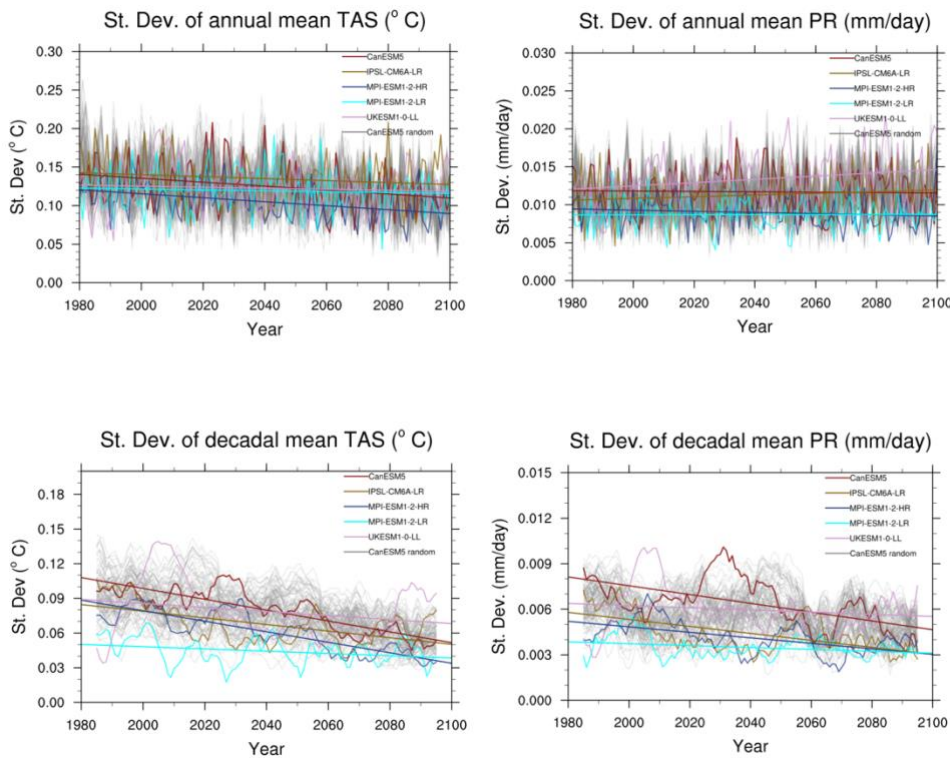 St. Dev. of annual mean TAS (° C)
St. Dev. of annual mean PR (mm/day)
0.30
0.25
0.20
0.15
0.10
0.05
0.00
St. Dev (° C)
CanESM5
IPSL-CM6A-LR
MPI-ESM1-2-HR
MPI-ESM1-2-LR
UKESM1-0-LL
CanESM5 random
1980 2000 2020 2040 2060 2080 2100
Year
0.030
0.025
0.020
0.015
0.010
0.005
0.000
St. Dev. (mm/day)
CanESM5
IPSL-CM6A-LR
MPI-ESM1-2-HR
MPI-ESM1-2-LR
UKESM1-0-LL
CanESM5 random
1980 2000 2020 2040 2060 2080 2100
Year
St. Dev. of decadal mean TAS (° C)
St. Dev. of decadal mean PR (mm/day)
0.18
0.15
0.12
0.09
0.06
0.03
0.00
St. Dev (° C)
CanESM5
IPSL-CM6A-LR
MPI-ESM1-2-HR
MPI-ESM1-2-LR
UKESM1-0-LL
CanESM5 random
1980 2000 2020 2040 2060 2080 2100
Year
0.015
0.012
0.009
0.006
0.003
0.000
St. Dev. (mm/day)
CanESM5
IPSL-CM6A-LR
MPI-ESM1-2-HR
MPI-ESM1-2-LR
UKESM1-0-LL
CanESM5 random
1980 2000 2020 2040 2060 2080 2100
Year